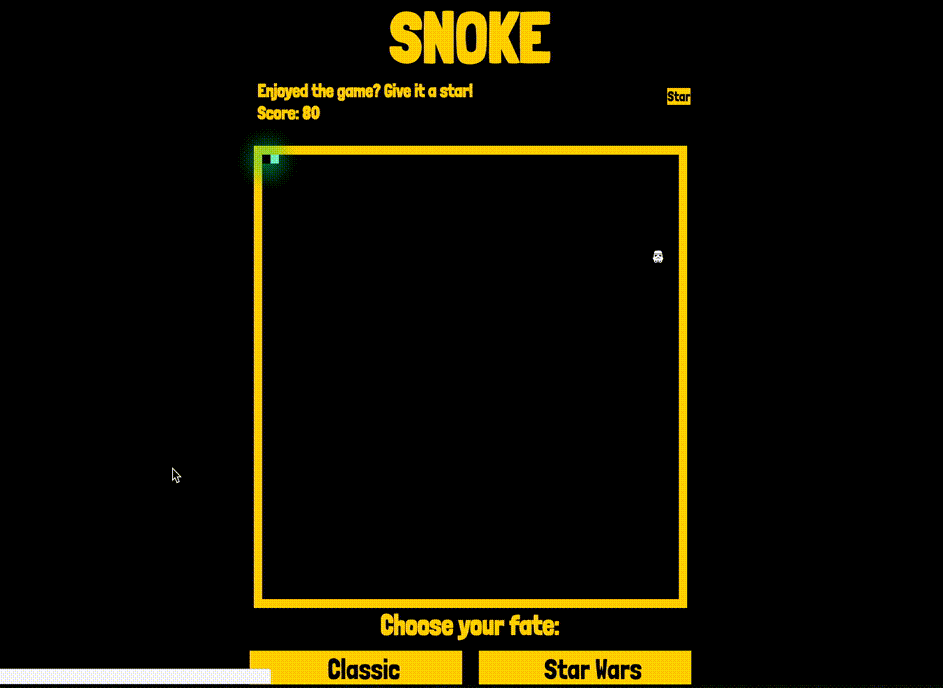 SNOKE
Enjoyed the game? Give it a star!
Star
Score: 80
Choose your fate:
Classic
Star Wars